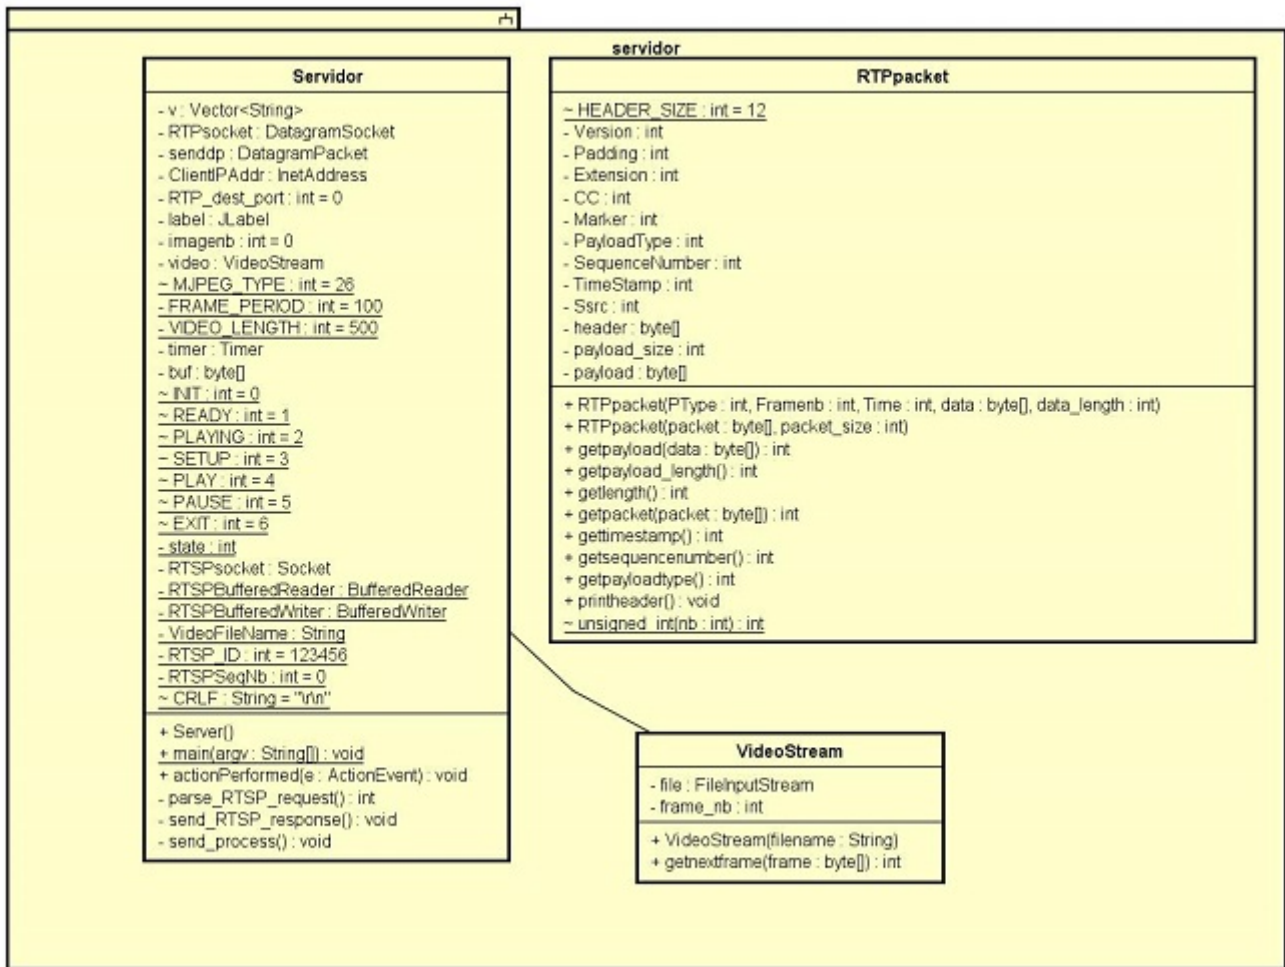 servidor
Servidor
- v : Vector<String>
- RTPsocket : DatagramSocket
- senddp : DatagramPacket
- ClientIPAddr : InetAddress
- RTP_dest_port : int = 0
- label : JLabel
- imagenb : int = 0
- video : VideoStream
~ MJPEG_TYPE : int = 26
- FRAME_PERIOD : int = 100
- VIDEO_LENGTH : int = 500
- timer : Timer
- buf : byte[]
~ INIT : int = 0
~ READY : int = 1
~ PLAYING : int = 2
~ SETUP : int = 3
~ PLAY : int = 4
~ PAUSE : int = 5
~ EXIT : int = 6
- state : int
- RTSPsocket : Socket
- RTSPBufferedReader : BufferedReader
- RTSPBufferedWriter : BufferedWriter
- VideoFileName : String
- RTSP_ID : int = 123456
- RTSPSeqNb : int = 0
~ CRLF : String = "\r\n"
+ Server()
+ main(argv : String[]) : void
+ actionPerformed(e : ActionEvent) : void
- parse_RTSP_request() : int
- send_RTSP_response() : void
- send_process() : void
RTPpacket
~ HEADER_SIZE : int = 12
- Version : int
- Padding : int
- Extension : int
- CC : int
- Marker : int
- PayloadType : int
- SequenceNumber : int
- TimeStamp : int
- Ssrc : int
- header : byte[]
- payload_size : int
- payload : byte[]
+ RTPpacket(PType : int, Framenb : int, Time : int, data : byte[], data_length : int)
+ RTPpacket(packet : byte[], packet_size : int)
+ getpayload(data : byte[]) : int
+ getpayload_length() : int
+ getlength() : int
+ getpacket(packet : byte[]) : int
+ gettimestamp() : int
+ getsequencenumber() : int
+ getpayloadtype() : int
+ printheader() : void
~ unsigned_int(nb : int) : int
VideoStream
- file : FileInputStream
- frame_nb : int
+ VideoStream(filename : String)
+ getnextframe(frame : byte[]) : int